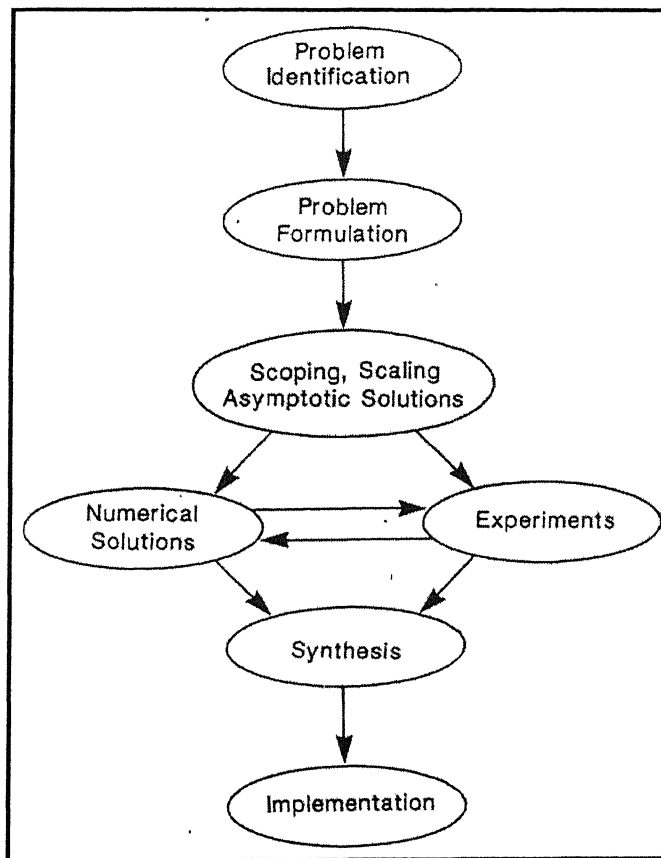 Problem
Identification
Problem
Formulation
Scoping, Scaling
Asymptotic Solutions
Numerical
Solutions
Experiments
Synthesis
Implementation